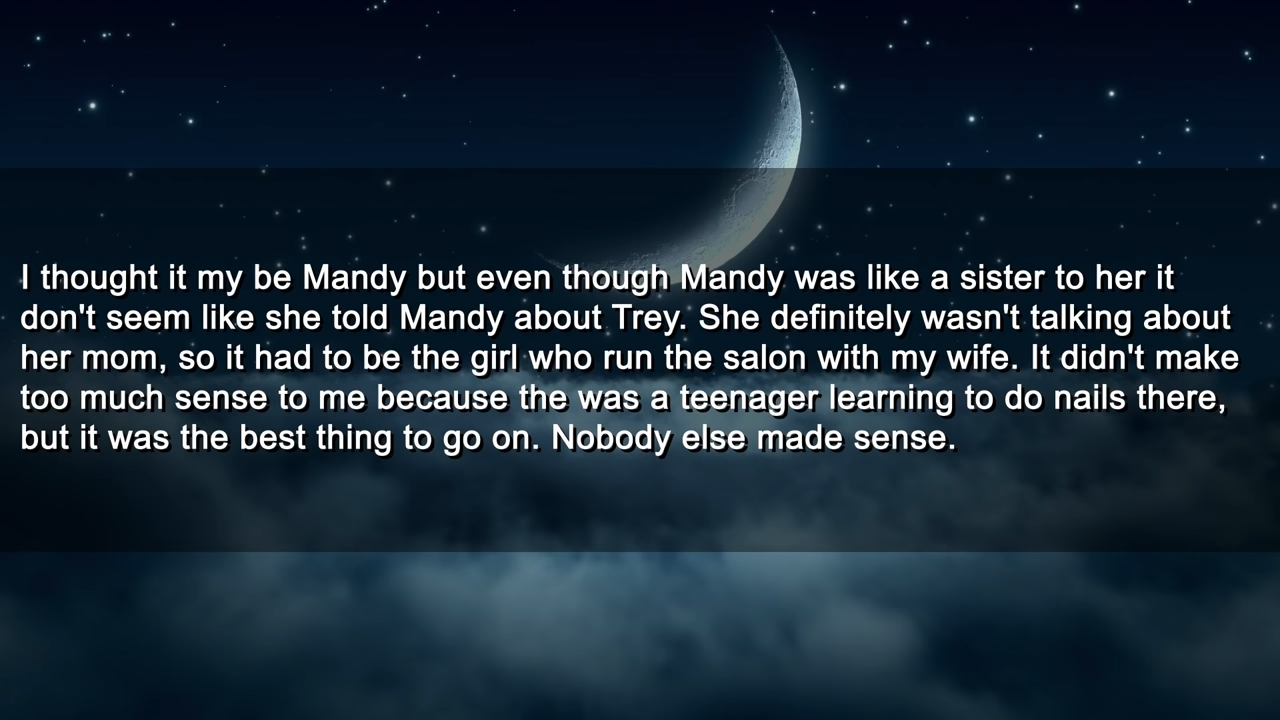 I thought it my be Mandy but even though Mandy was like a sister to her it
don't seem like she told Mandy about Trey. She definitely wasn't talking about
her mom, so it had to be the girl who run the salon with my wife. It didn't make
too much sense to me because the was a teenager learning to do nails there,
but it was the best thing to go on. Nobody else made sense.